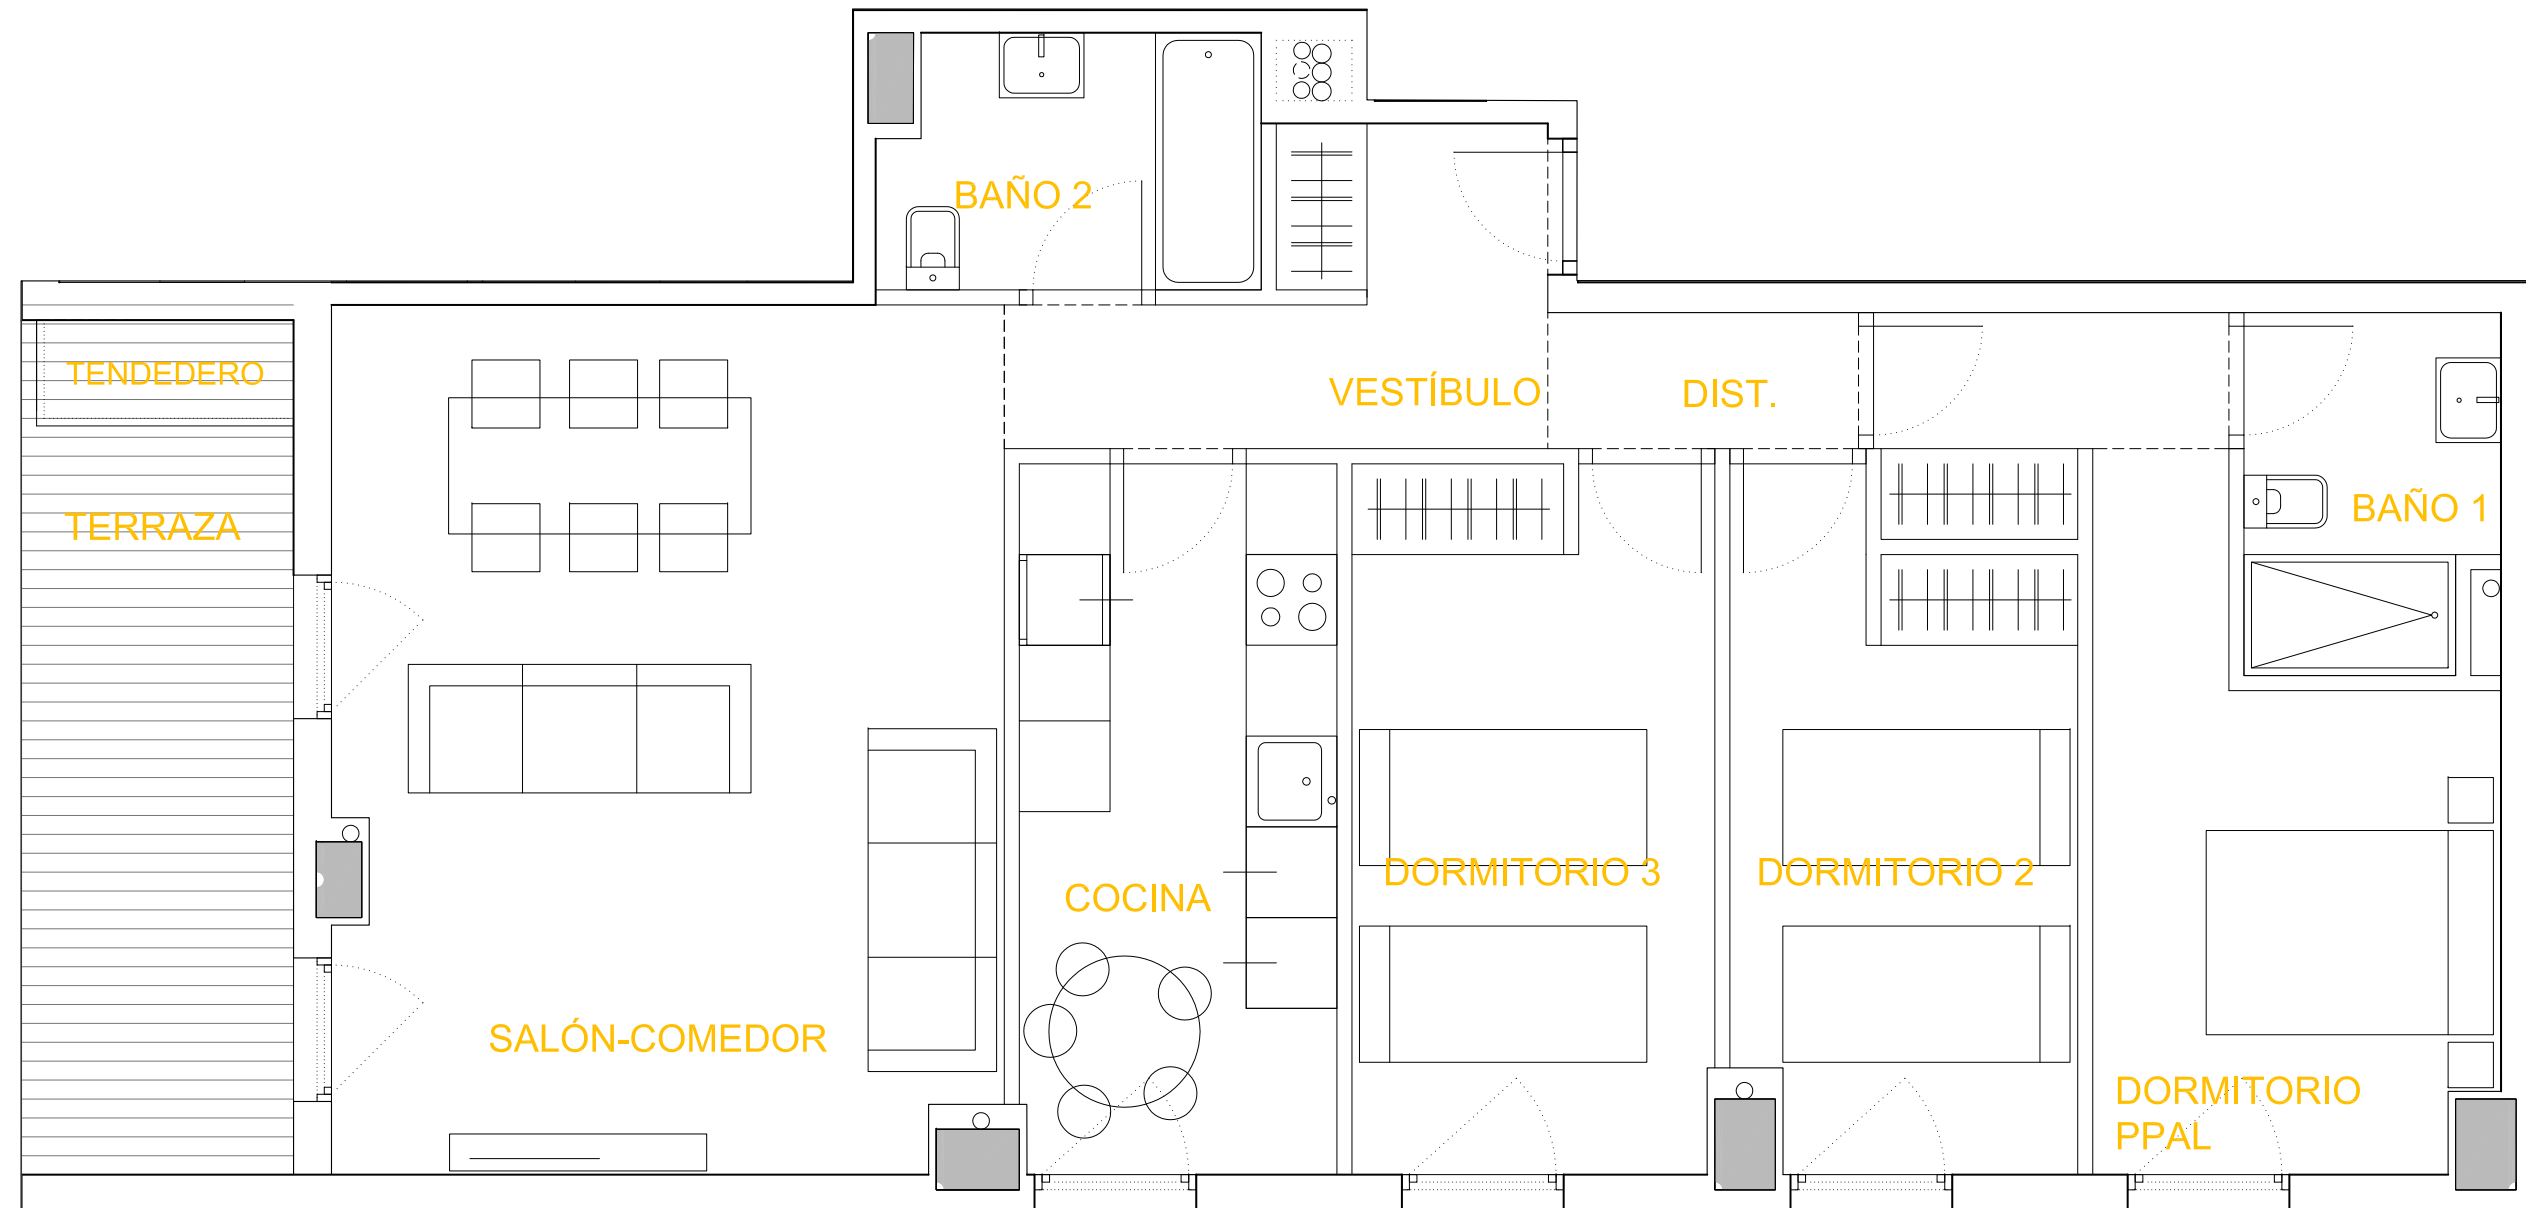 BAÑO 2
TENDEDERO
VESTÍBULO
DIST.
TERRAZA
BAÑO 1
COCINA
DORMITORIO 3
DORMITORIO 2
SALÓN-COMEDOR
DORMITORIO
PPAL